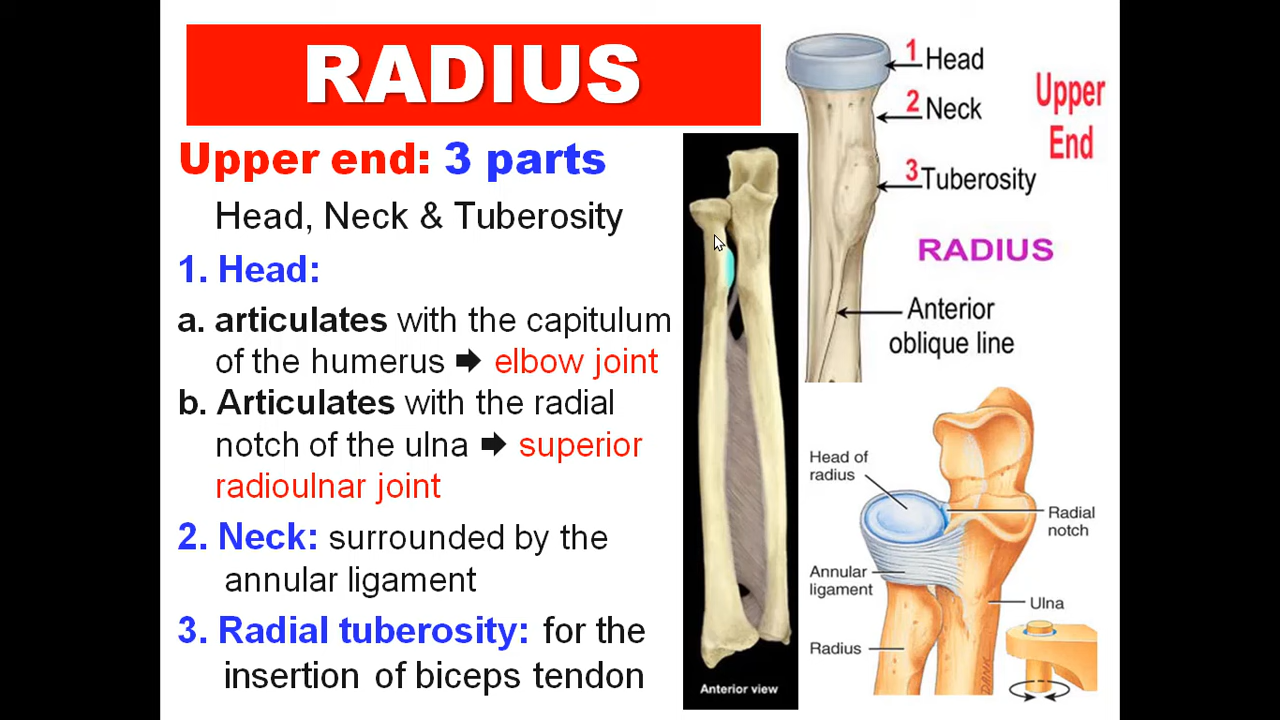 RADIUS
Upper end: 3 parts
Head, Neck & Tuberosity
1. Head:
a. articulates with the capitulum
of the humerus ➡ elbow joint
b. Articulates with the radial
notch of the ulna ➡ superior
radioulnar joint
2. Neck: surrounded by the
annular ligament
3. Radial tuberosity: for the
insertion of biceps tendon
Anterior view
1 Head
2 Neck
3 Tuberosity
Upper
End
RADIUS
Anterior
oblique line
Head of
radius
Radial
notch
Annular
ligament
Ulna
Radius
DANK